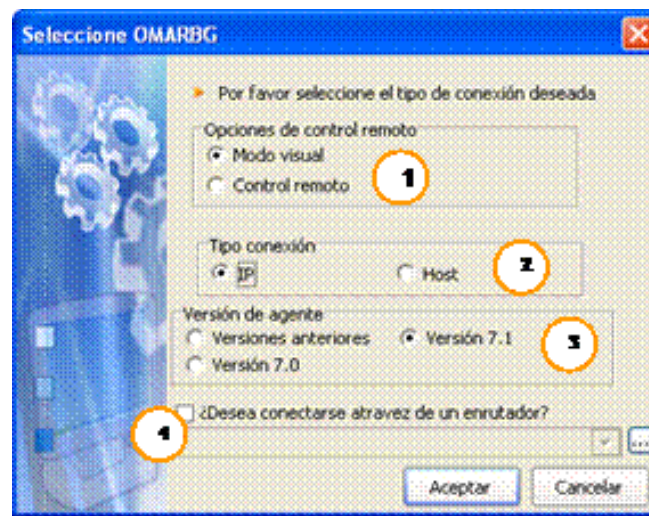 Seleccione OMARBG
Por favor seleccione el tipo de conexión deseada
Opciones de control remoto
Modo visual
Control remoto
1
Tipo conexión
IP Host
2
Versión de agente
Versiones anteriores Versión 7.1
Versión 7.0
3
¿Desea conectarse atravez de un enrutador?
4
...
Aceptar Cancelar